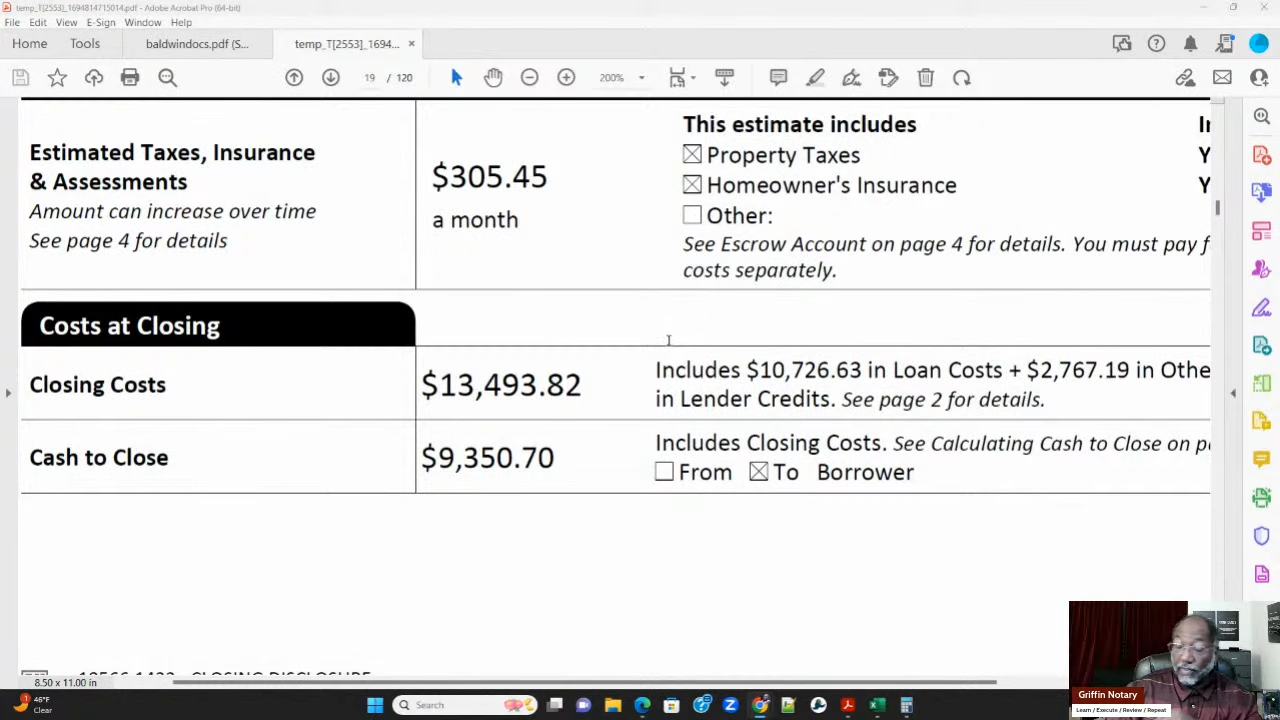 temp_T[2553]_1694814715014.pdf - Adobe Acrobat Pro (64-bit)
File Edit View E-Sign Window Help
Home Tools baldwindocs.pdf (S... temp_T[2553]_1694... ×
19 / 120 200%
Estimated Taxes, Insurance
& Assessments
Amount can increase over time
See page 4 for details
$305.45
a month
This estimate includes
Property Taxes
Homeowner's Insurance
Other:
See Escrow Account on page 4 for details. You must pay f
costs separately.
I
Y
Y
Costs at Closing
Closing Costs
$13,493.82
Includes $10,726.63 in Loan Costs + $2,767.19 in Othe
in Lender Credits. See page 2 for details.
Cash to Close
$9,350.70
Includes Closing Costs. See Calculating Cash to Close on p
From To Borrower
CLOSING DISCLOSURE
8.50 x 11.00 in
Griffin Notary
Learn / Execute / Review / Repeat
46°F
Clear
Search